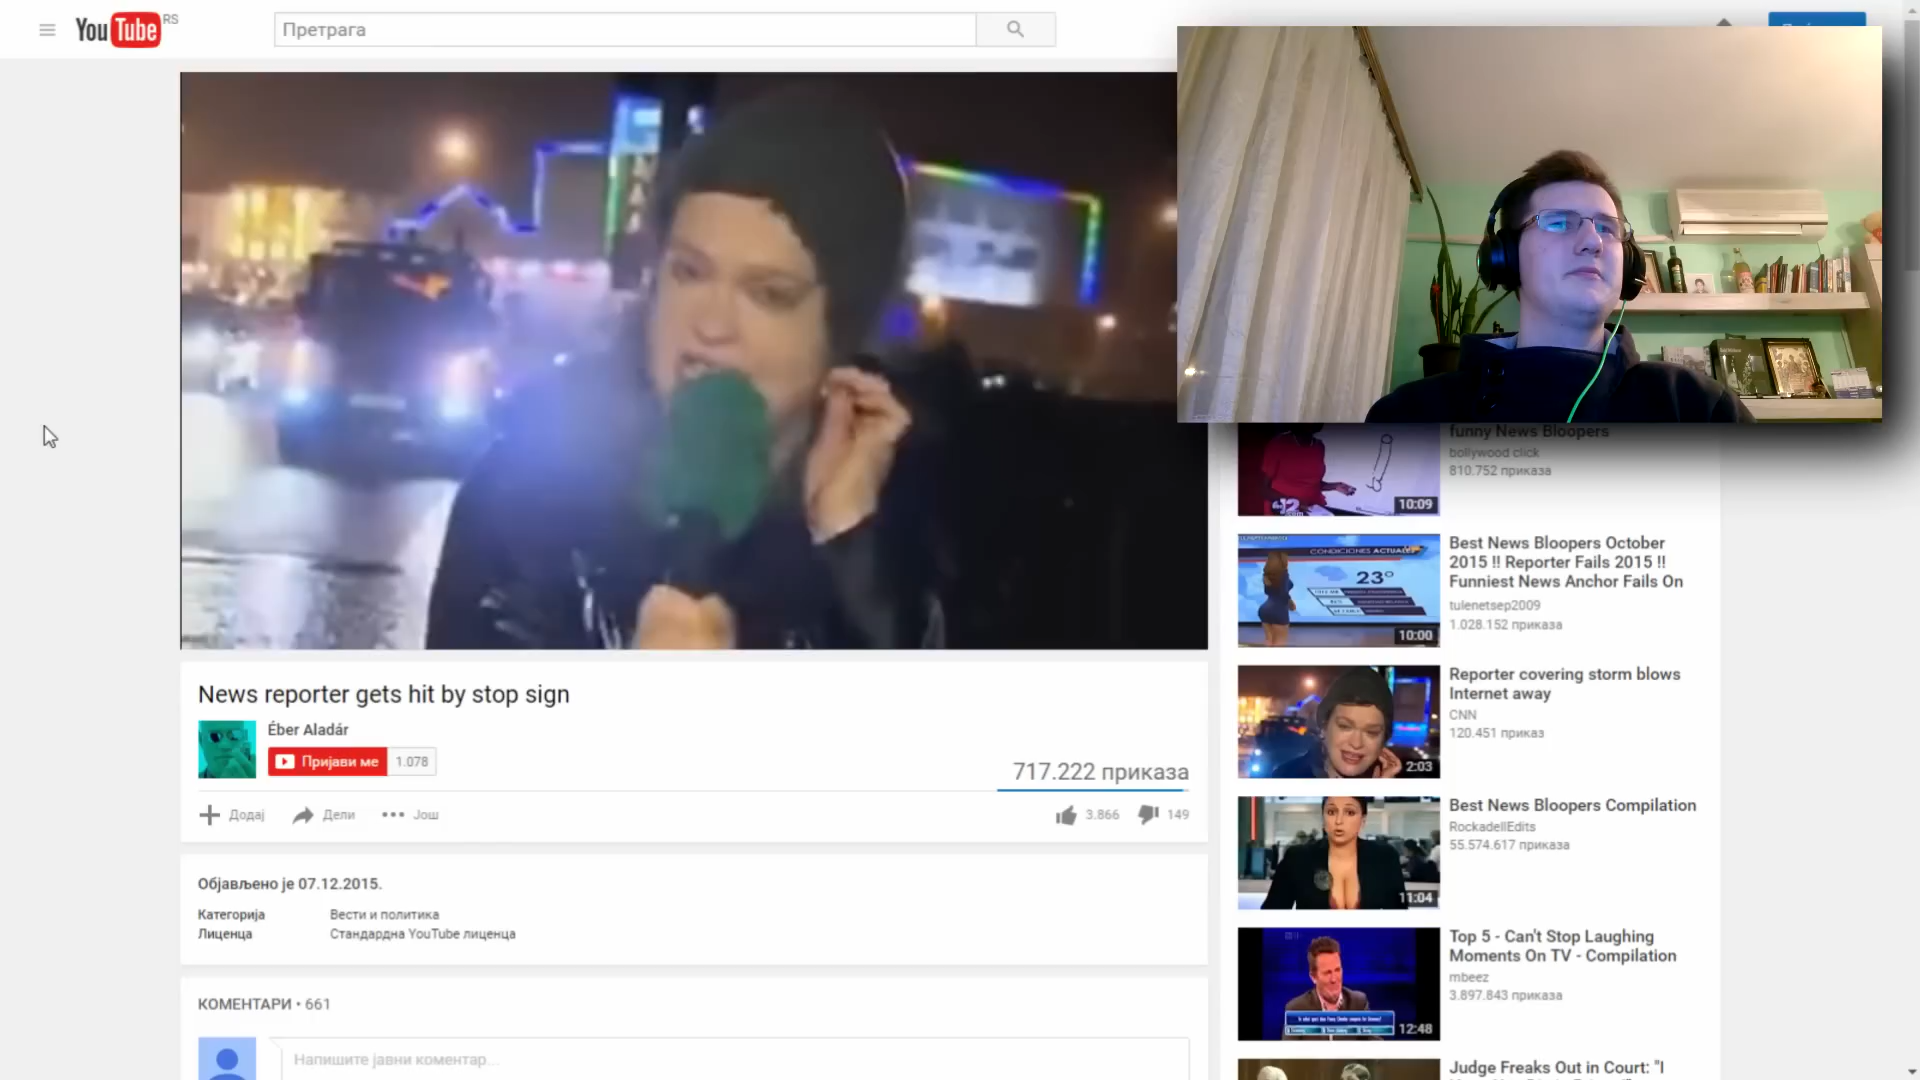 YouTube RS
Претрага
News reporter gets hit by stop sign
Éber Aladár
Пријави ме 1.078
717.222 приказа
Додај Дели Још
3.866 149
Објављено је 07.12.2015.
Категорија Вести и политика
Лиценца Стандардна YouTube лиценца
КОМЕНТАРИ • 661
Напишите јавни коментар...
funny News Bloopers
bollywood click
810.752 приказа
12
10:09
CONDICIONES ACTUALES
23°
10:00
Best News Bloopers October
2015 !! Reporter Fails 2015 !!
Funniest News Anchor Fails On
tulenetsep2009
1.028.152 приказа
2:03
Reporter covering storm blows
Internet away
CNN
120.451 приказ
11:04
Best News Bloopers Compilation
RockadellEdits
55.574.617 приказа
12:48
Top 5 - Can't Stop Laughing
Moments On TV - Compilation
mbeez
3.897.843 приказа
Judge Freaks Out in Court: "I